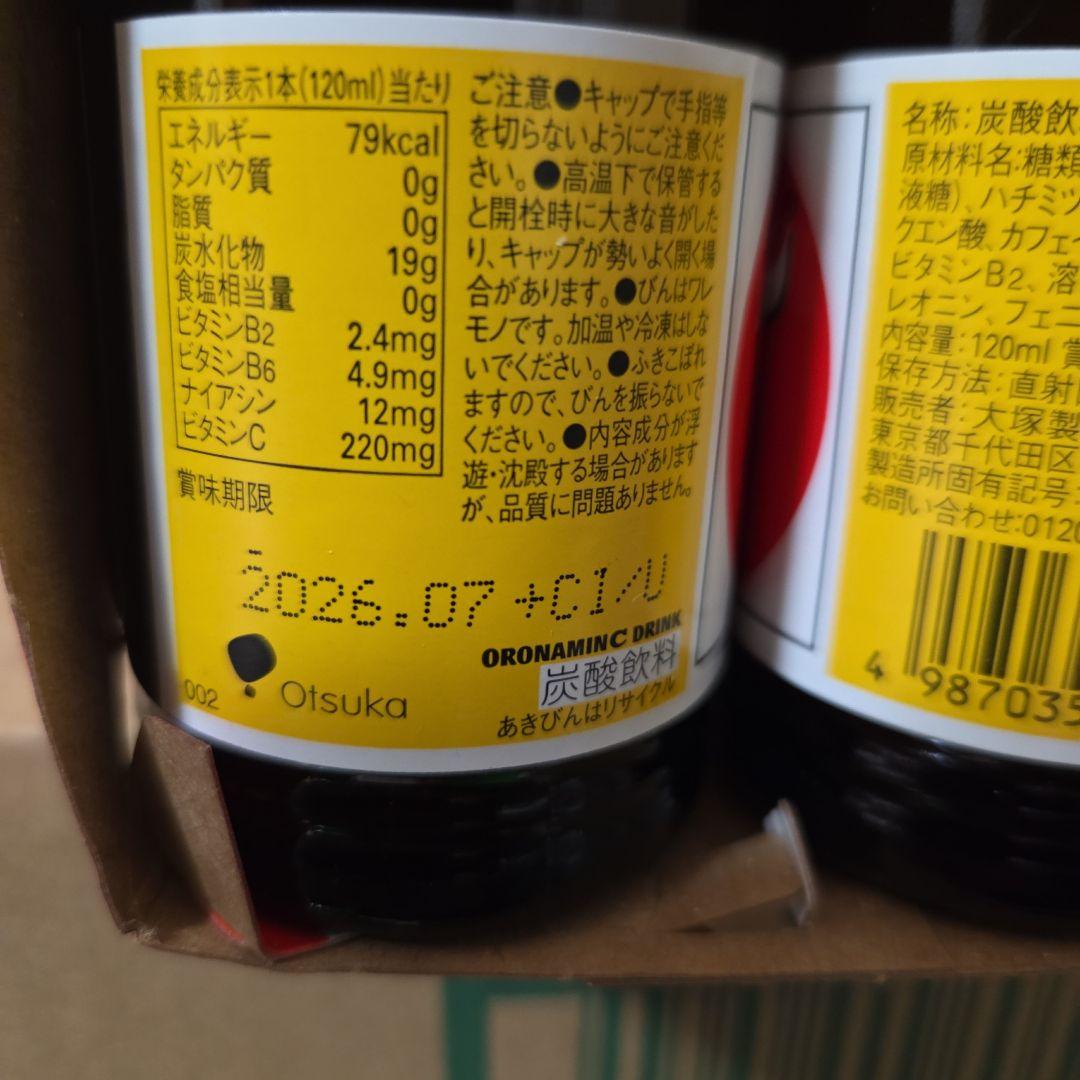 栄養成分表示1本(120ml)当たり
エネルギー 79kcal
タンパク質 0g
脂質 0g
炭水化物 19g
食塩相当量 0g
ビタミンB2 2.4mg
ビタミンB6 4.9mg
ナイアシン 12mg
ビタミンC 220mg
賞味期限
ご注意●キャップで手指等
を切らないようにご注意くだ
さい。●高温下で保管する
と開栓時に大きな音がした
り、キャップが勢いよく開く場
合があります。●びんはワレ
モノです。加温や冷凍はしな
いでください。●ふきこぼれ
ますので、びんを振らないで
ください。●内容成分が浮
遊・沈殿する場合があります
が、品質に問題ありません。
2026.07 +CI/U
ORONAMIN C DRINK
炭酸飲料
あきびんはリサイクル
Otsuka
002
名称:炭酸飲
原材料名:糖類
液糖)、ハチミツ
クエン酸、カフェイ
ビタミンB2、溶
レオニン、フェニ
内容量:120ml 賞
保存方法:直射
販売者:大塚製
東京都千代田区
製造所固有記号:
お問い合わせ:0120
4 987035